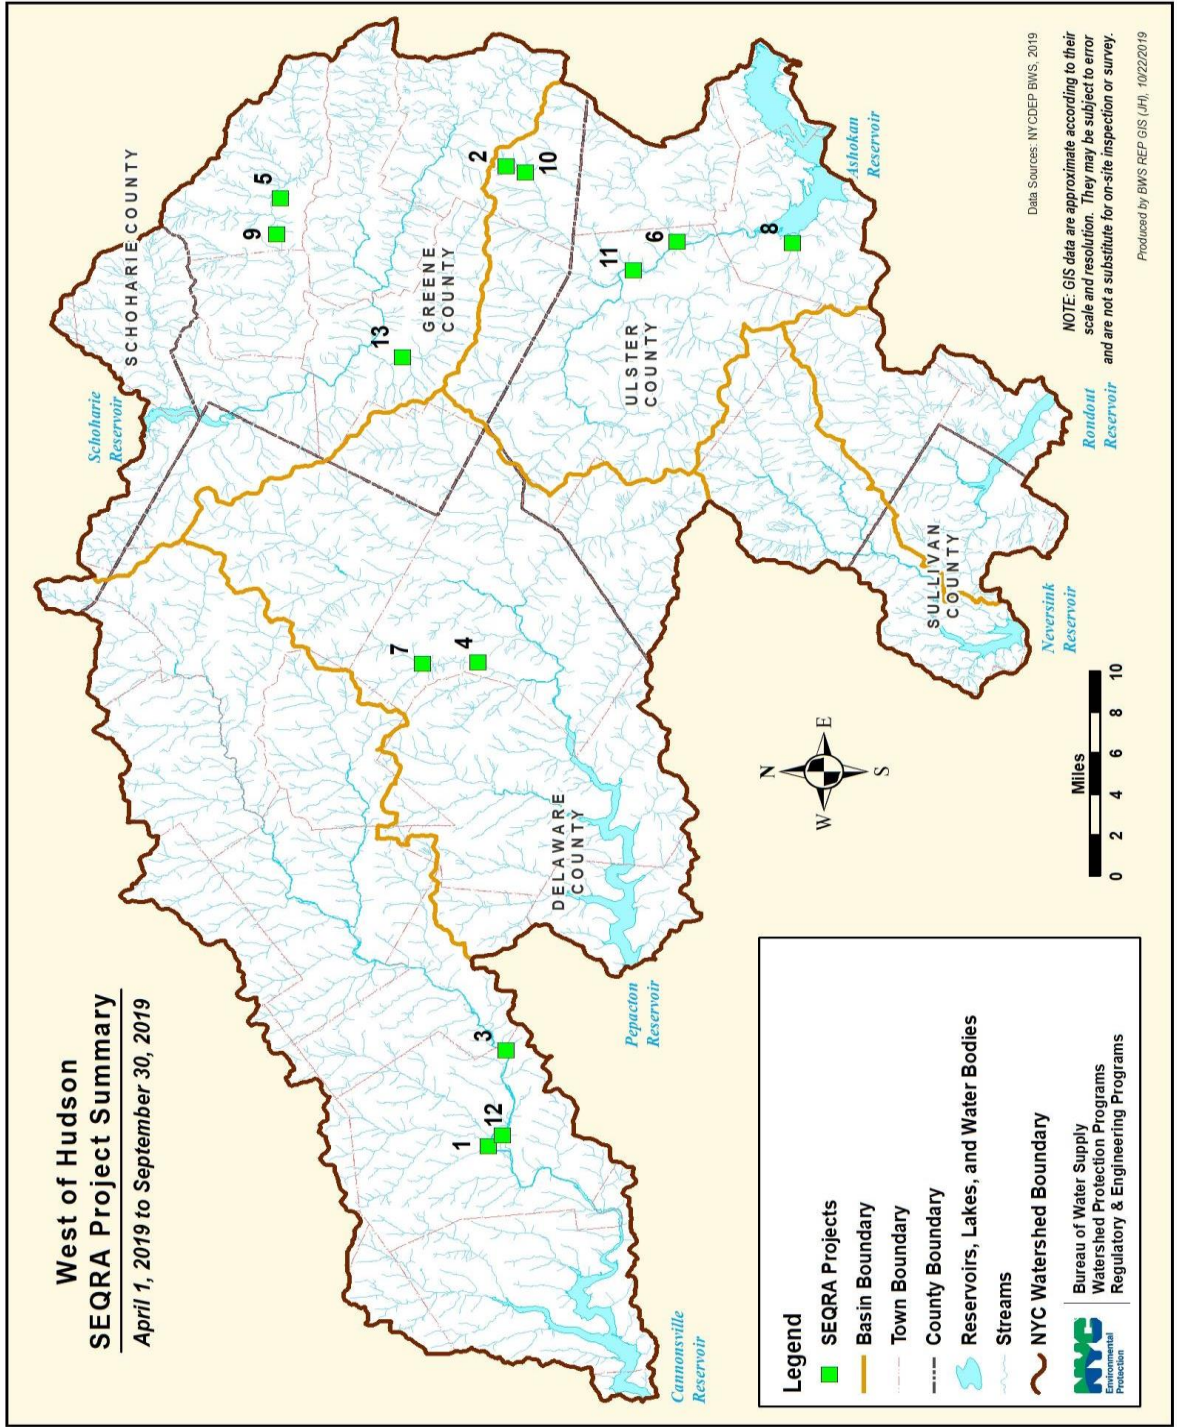 West of Hudson
SEQRA Project Summary
April 1, 2019 to September 30, 2019
SCHOHARIE COUNTY
Schoharie
Reservoir
9
5
13
GREENE
COUNTY
2
10
11
6
8
ULSTER
COUNTY
Ashokan
Reservoir
7
4
DELAWARE
COUNTY
3
1
12
Pepacton
Reservoir
Cannonsville
Reservoir
SULLIVAN
COUNTY
Neversink
Reservoir
Rondout
Reservoir
N
W
E
S
Miles
0 2 4 6 8 10
Legend
SEQRA Projects
Basin Boundary
Town Boundary
County Boundary
Reservoirs, Lakes, and Water Bodies
Streams
NYC Watershed Boundary
NYC
Environmental
Protection
Bureau of Water Supply
Watershed Protection Programs
Regulatory & Engineering Programs
Data Sources: NYCDEP BWS, 2019
NOTE: GIS data are approximate according to their
scale and resolution. They may be subject to error
and are not a substitute for on-site inspection or survey.
Produced by BWS REP GIS (JH), 10/22/2019